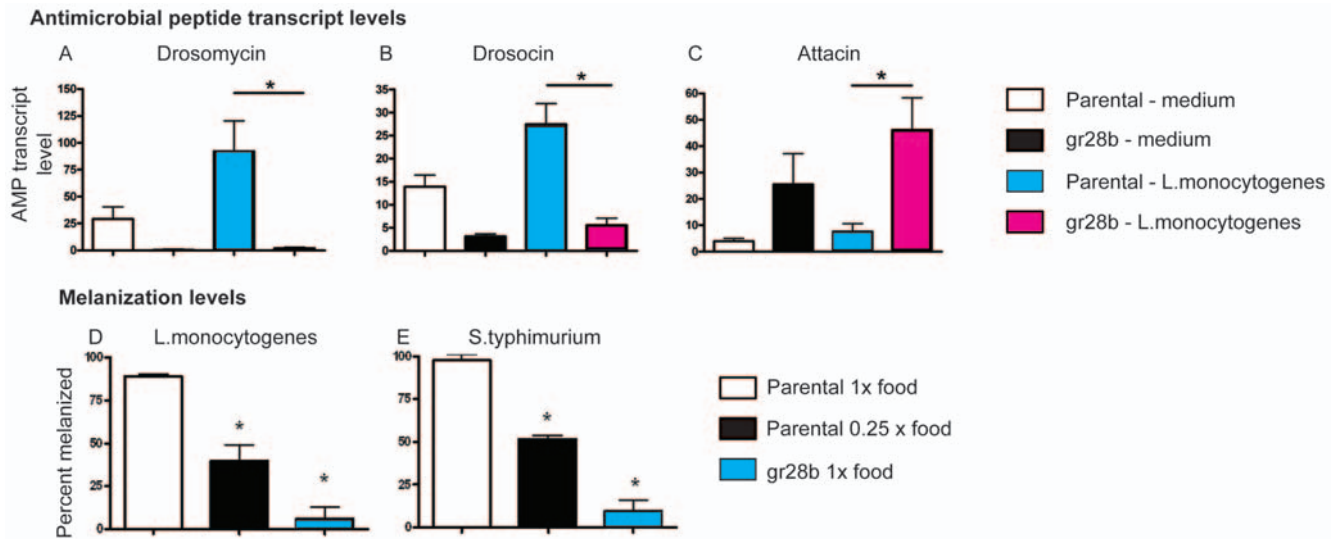 Antimicrobial peptide transcript levels
A Drosomycin
B Drosocin
C Attacin
AMP transcript
level
150
125
100
75
50
25
0
*
35
30
25
20
15
10
5
0
*
60
50
40
30
20
10
0
*
Parental - medium
gr28b - medium
Parental - L.monocytogenes
gr28b - L.monocytogenes
Melanization levels
D L.monocytogenes
E S.typhimurium
Percent melanized
100
75
50
25
0
*
*
100
75
50
25
0
*
*
Parental 1x food
Parental 0.25 x food
gr28b 1x food